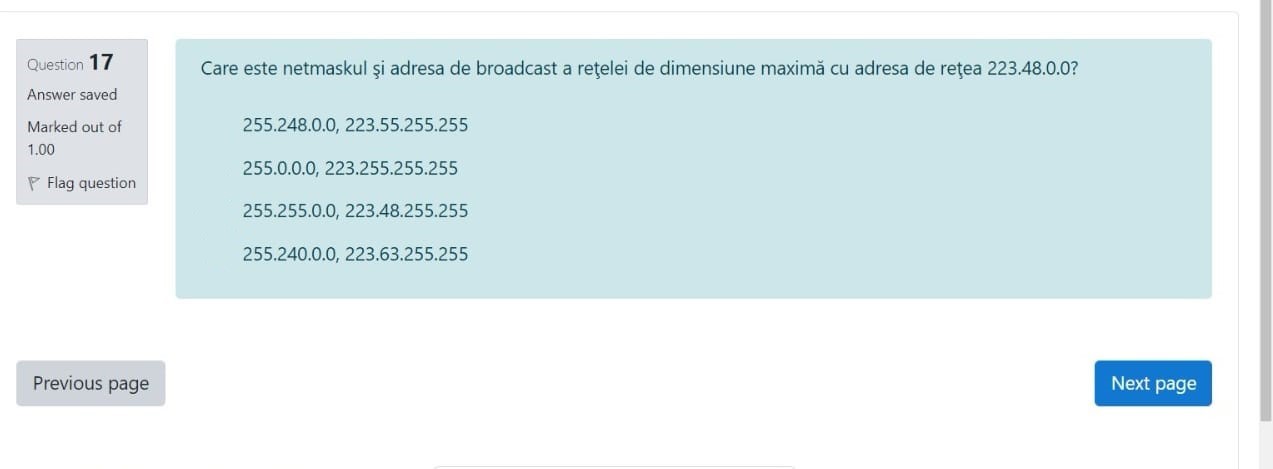 Question 17
Answer saved
Marked out of
1.00
Flag question
Care este netmaskul şi adresa de broadcast a reţelei de dimensiune maximă cu adresa de reţea 223.48.0.0?
255.248.0.0, 223.55.255.255
255.0.0.0, 223.255.255.255
255.255.0.0, 223.48.255.255
255.240.0.0, 223.63.255.255
Previous page
Next page